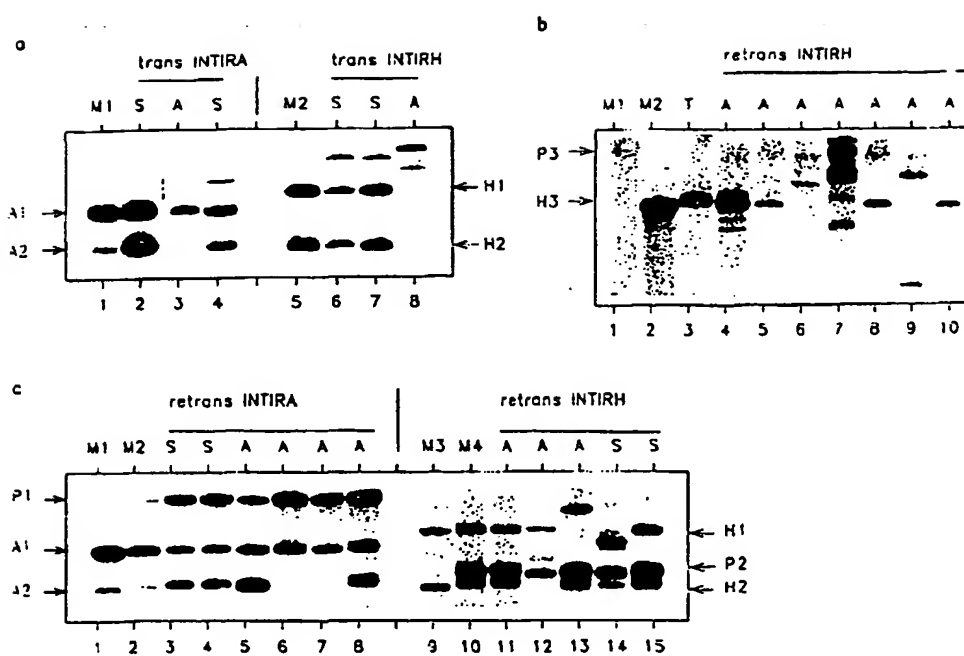 a
trans INTIRA
trans INTIRH
M1 S A S M2 S S A
A1
A2
H1
H2
1 2 3 4 5 6 7 8
b
retrans INTIRH
M1 M2 T A A A A A A A
P3
H3
1 2 3 4 5 6 7 8 9 10
c
retrans INTIRA
retrans INTIRH
M1 M2 S S A A A A M3 M4 A A A S S
P1
A1
A2
H1
P2
H2
1 2 3 4 5 6 7 8 9 10 11 12 13 14 15